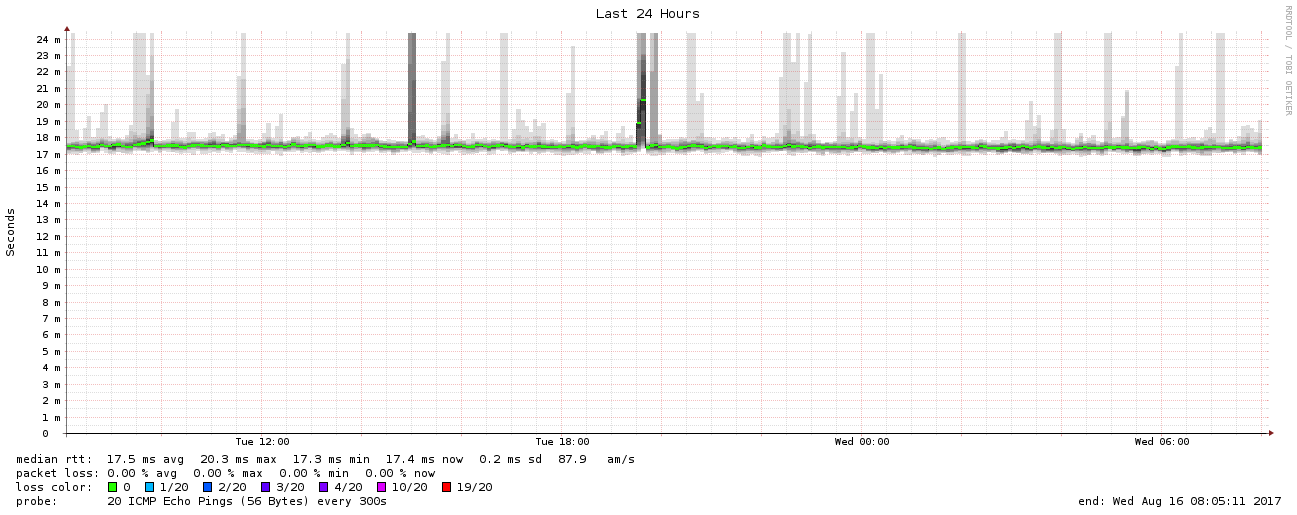 Last 24 Hours
RRDTOOL / TOBI OETIKER
24 m
23 m
22 m
21 m
20 m
19 m
18 m
17 m
16 m
15 m
14 m
13 m
12 m
11 m
10 m
9 m
8 m
7 m
6 m
5 m
4 m
3 m
2 m
1 m
0
Seconds
Tue 12:00 Tue 18:00 Wed 00:00 Wed 06:00
median rtt: 17.5 ms avg 20.3 ms max 17.3 ms min 17.4 ms now 0.2 ms sd 87.9 am/s
packet loss: 0.00 % avg 0.00 % max 0.00 % min 0.00 % now
loss color: 0 1/20 2/20 3/20 4/20 10/20 19/20
probe: 20 ICMP Echo Pings (56 Bytes) every 300s end: Wed Aug 16 08:05:11 2017